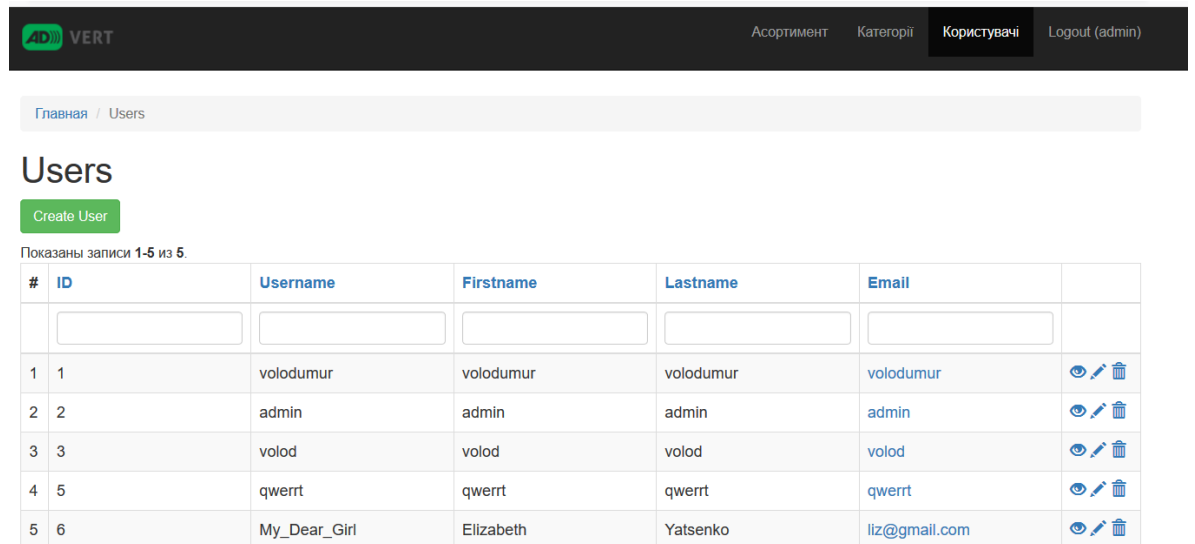 AD))) VERT Асортимент Категорії Користувачі Logout (admin)
Главная / Users
Users
Create User
Показаны записи 1-5 из 5.
# ID Username Firstname Lastname Email
1 1 volodumur volodumur volodumur volodumur
2 2 admin admin admin admin
3 3 volod volod volod volod
4 5 qwerrt qwerrt qwerrt qwerrt
5 6 My_Dear_Girl Elizabeth Yatsenko liz@gmail.com